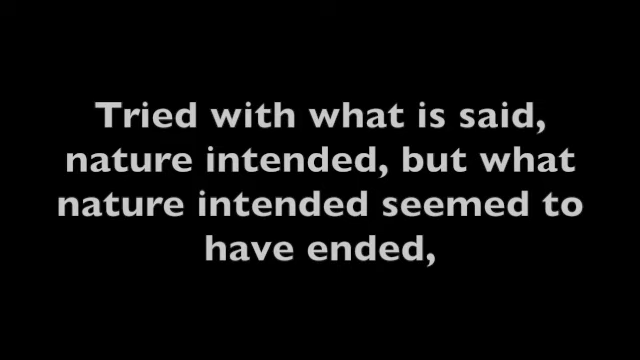 Tried with what is said,
nature intended, but what
nature intended seemed to
have ended,